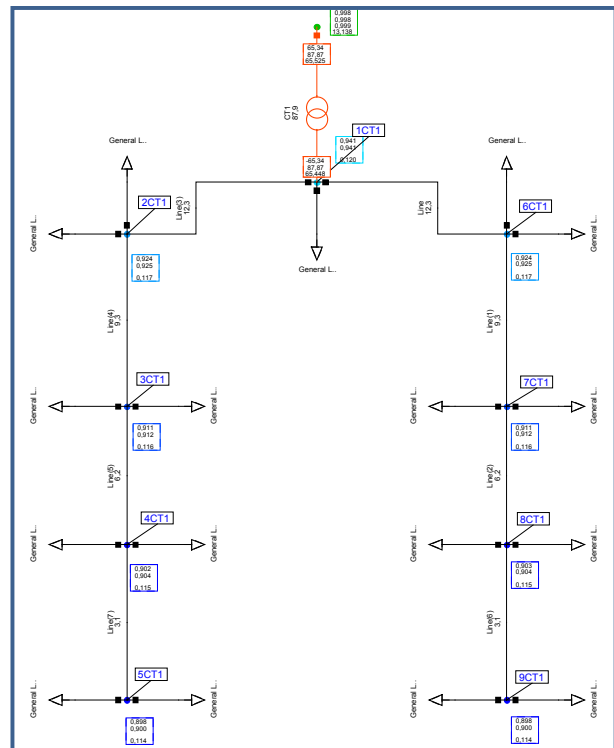 0,998
0,998
0,999
13,138
65,34
87,87
65,525
CT1
87,9
1CT1
0,941
0,941
0,120
-65,34
87,87
65,448
General L..
General L..
General L..
Line(3)
12,3
Line
12,3
2CT1
6CT1
General L..
General L..
General L..
0,924
0,925
0,117
0,924
0,925
0,117
Line(4)
9,3
Line(1)
9,3
3CT1
7CT1
General L..
General L..
General L..
General L..
0,911
0,912
0,116
0,911
0,912
0,116
Line(5)
6,2
Line(2)
6,2
4CT1
8CT1
General L..
General L..
General L..
General L..
0,902
0,904
0,115
0,903
0,904
0,115
Line(7)
3,1
Line(6)
3,1
5CT1
9CT1
General L..
General L..
General L..
General L..
0,898
0,900
0,114
0,898
0,900
0,114